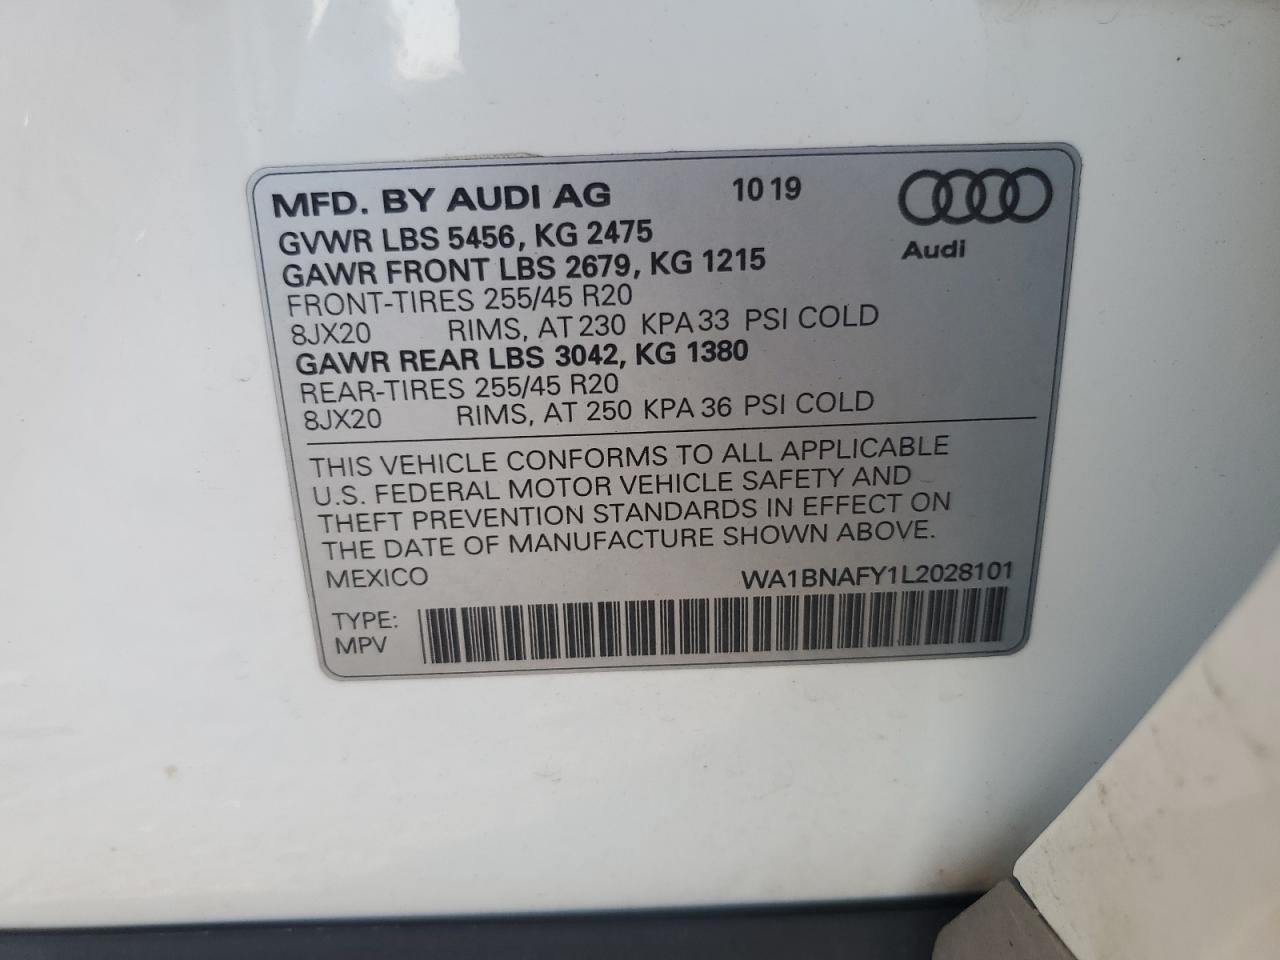 MFD. BY AUDI AG 10 19
Audi
GVWR LBS 5456, KG 2475
GAWR FRONT LBS 2679, KG 1215
FRONT-TIRES 255/45 R20
8JX20 RIMS, AT 230 KPA 33 PSI COLD
GAWR REAR LBS 3042, KG 1380
REAR-TIRES 255/45 R20
8JX20 RIMS, AT 250 KPA 36 PSI COLD
THIS VEHICLE CONFORMS TO ALL APPLICABLE
U.S. FEDERAL MOTOR VEHICLE SAFETY AND
THEFT PREVENTION STANDARDS IN EFFECT ON
THE DATE OF MANUFACTURE SHOWN ABOVE.
MEXICO WA1BNAFY1L2028101
TYPE:
MPV